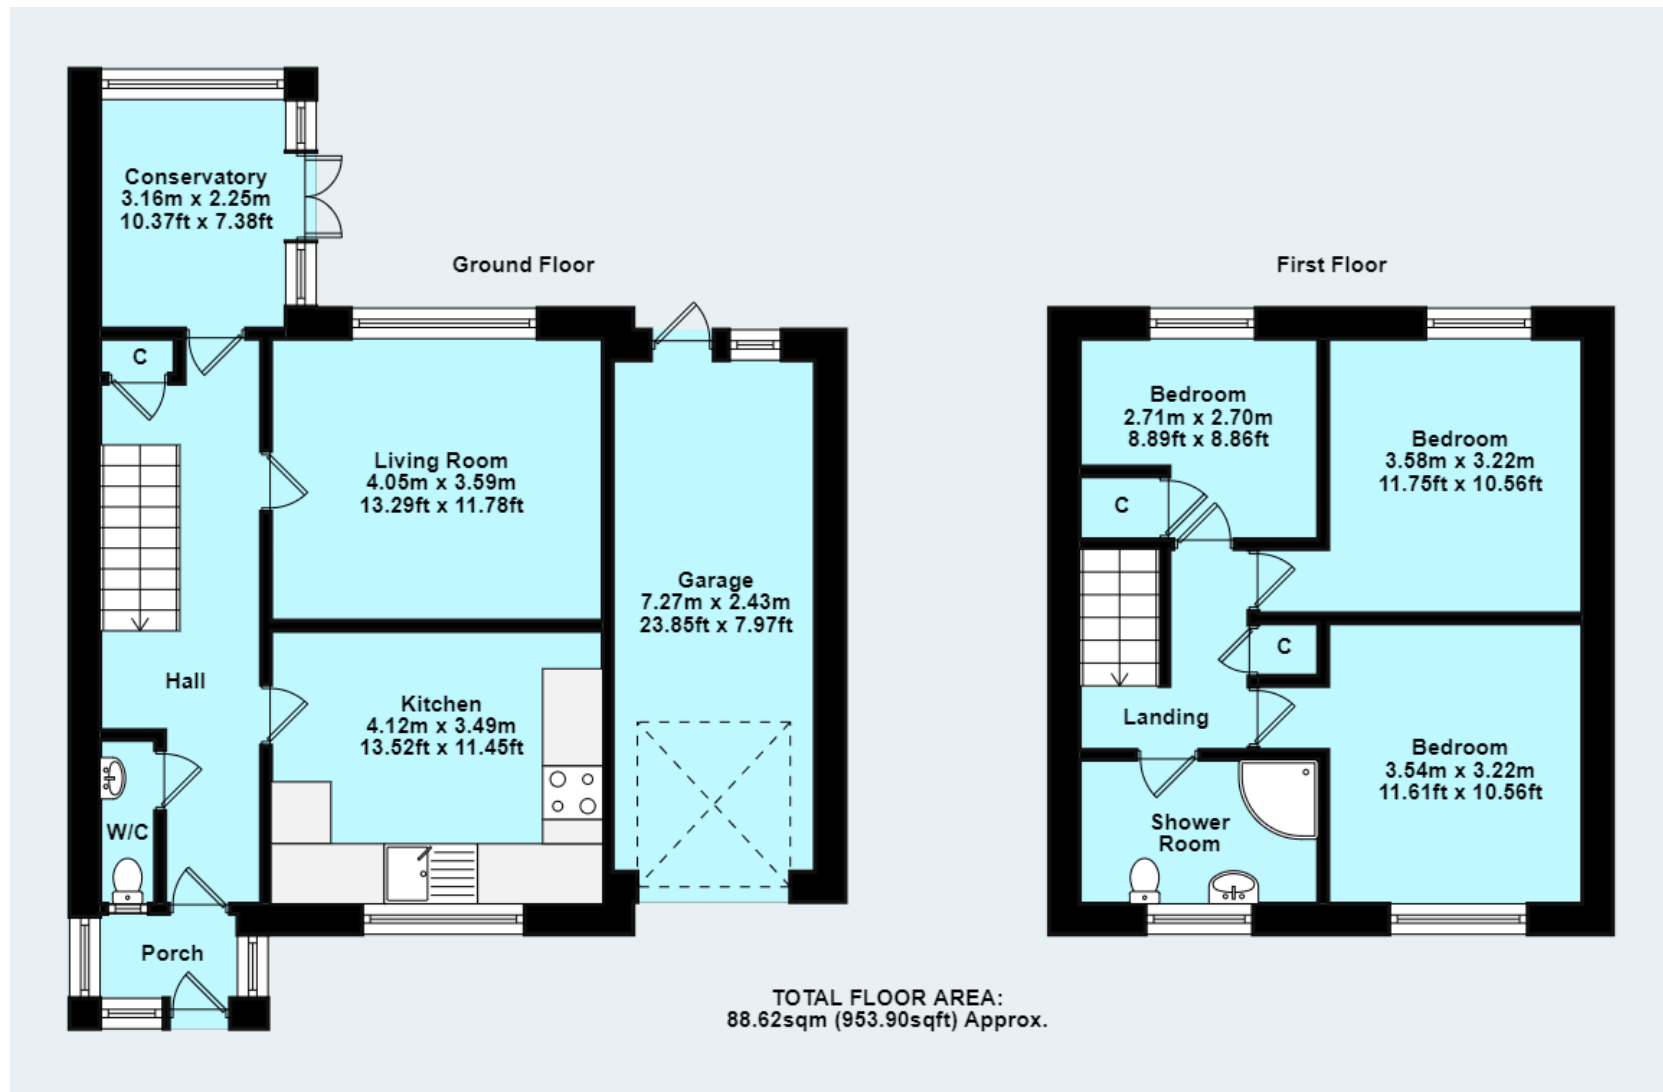 Conservatory
3.16m x 2.25m
10.37ft x 7.38ft
Ground Floor
C
Living Room
4.05m x 3.59m
13.29ft x 11.78ft
Garage
7.27m x 2.43m
23.85ft x 7.97ft
Hall
Kitchen
4.12m x 3.49m
13.52ft x 11.45ft
W/C
Porch
First Floor
Bedroom
2.71m x 2.70m
8.89ft x 8.86ft
Bedroom
3.58m x 3.22m
11.75ft x 10.56ft
C
C
Landing
Bedroom
3.54m x 3.22m
11.61ft x 10.56ft
Shower
Room
TOTAL FLOOR AREA:
88.62sqm (953.90sqft) Approx.